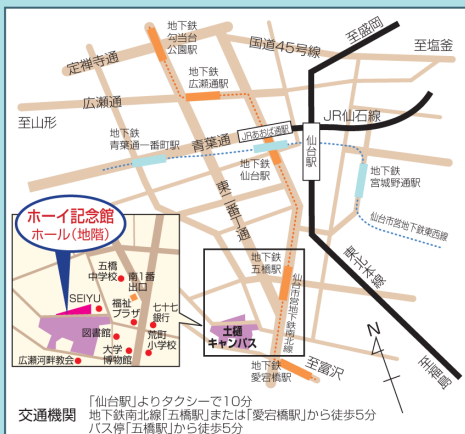 地下鉄
勾当台
公園駅
定禅寺通
国道45号線
至盛岡
至塩釜
地下鉄
広瀬通駅
広瀬通
至山形
JR仙石線
地下鉄
青葉通一番町駅
青葉通
JRあおば通駅
仙台駅
地下鉄
仙台駅
地下鉄
宮城野通駅
東二番丁通
仙台市営地下鉄東西線
ホーイ記念館
ホール(地階)
地下鉄
五橋駅
仙台市営地下鉄南北線
東北本線
五橋
中学校
南1番
出口
SEIYU
福祉
プラザ
七十七
銀行
図書館
荒町
小学校
大学
博物館
広瀬河畔教会
土樋
キャンパス
N
地下鉄
愛宕橋駅
至富沢
至福島
交通機関
「仙台駅」よりタクシーで10分
地下鉄南北線「五橋駅」または「愛宕橋駅」から徒歩5分
バス停「五橋駅」から徒歩5分